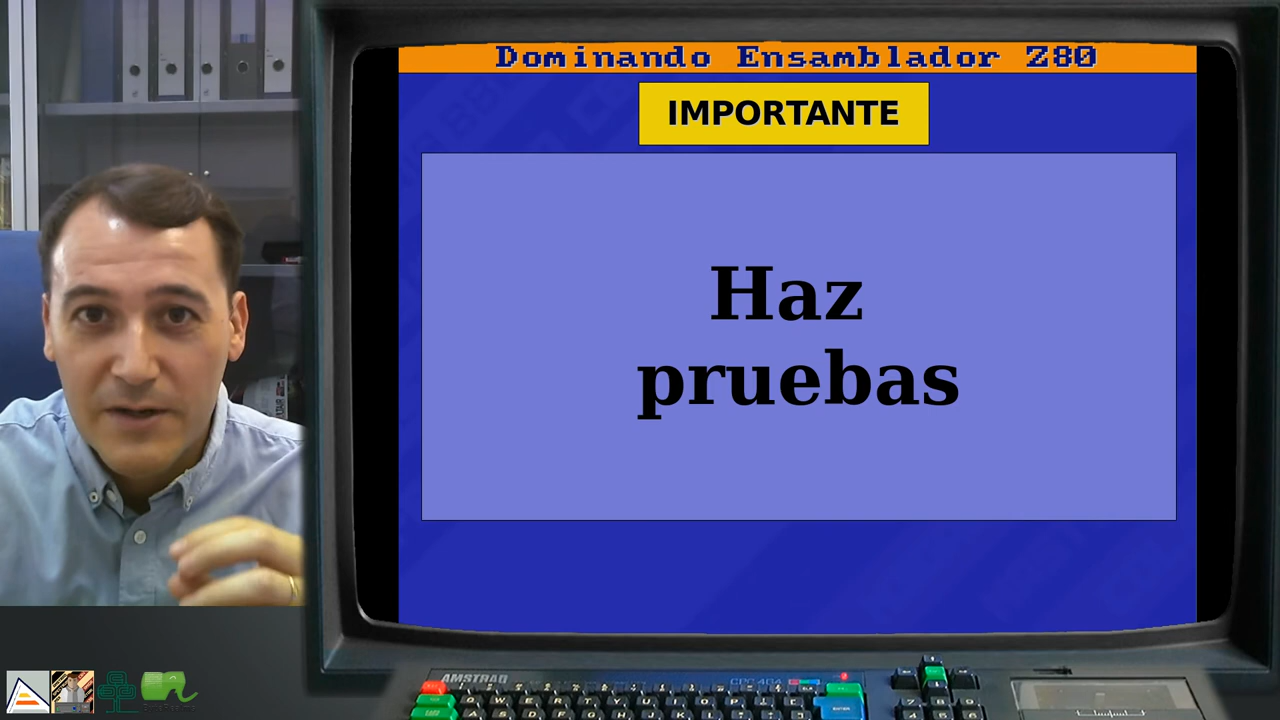 Dominando Ensamblador Z80
IMPORTANTE
Haz
pruebas
AMSTRAD